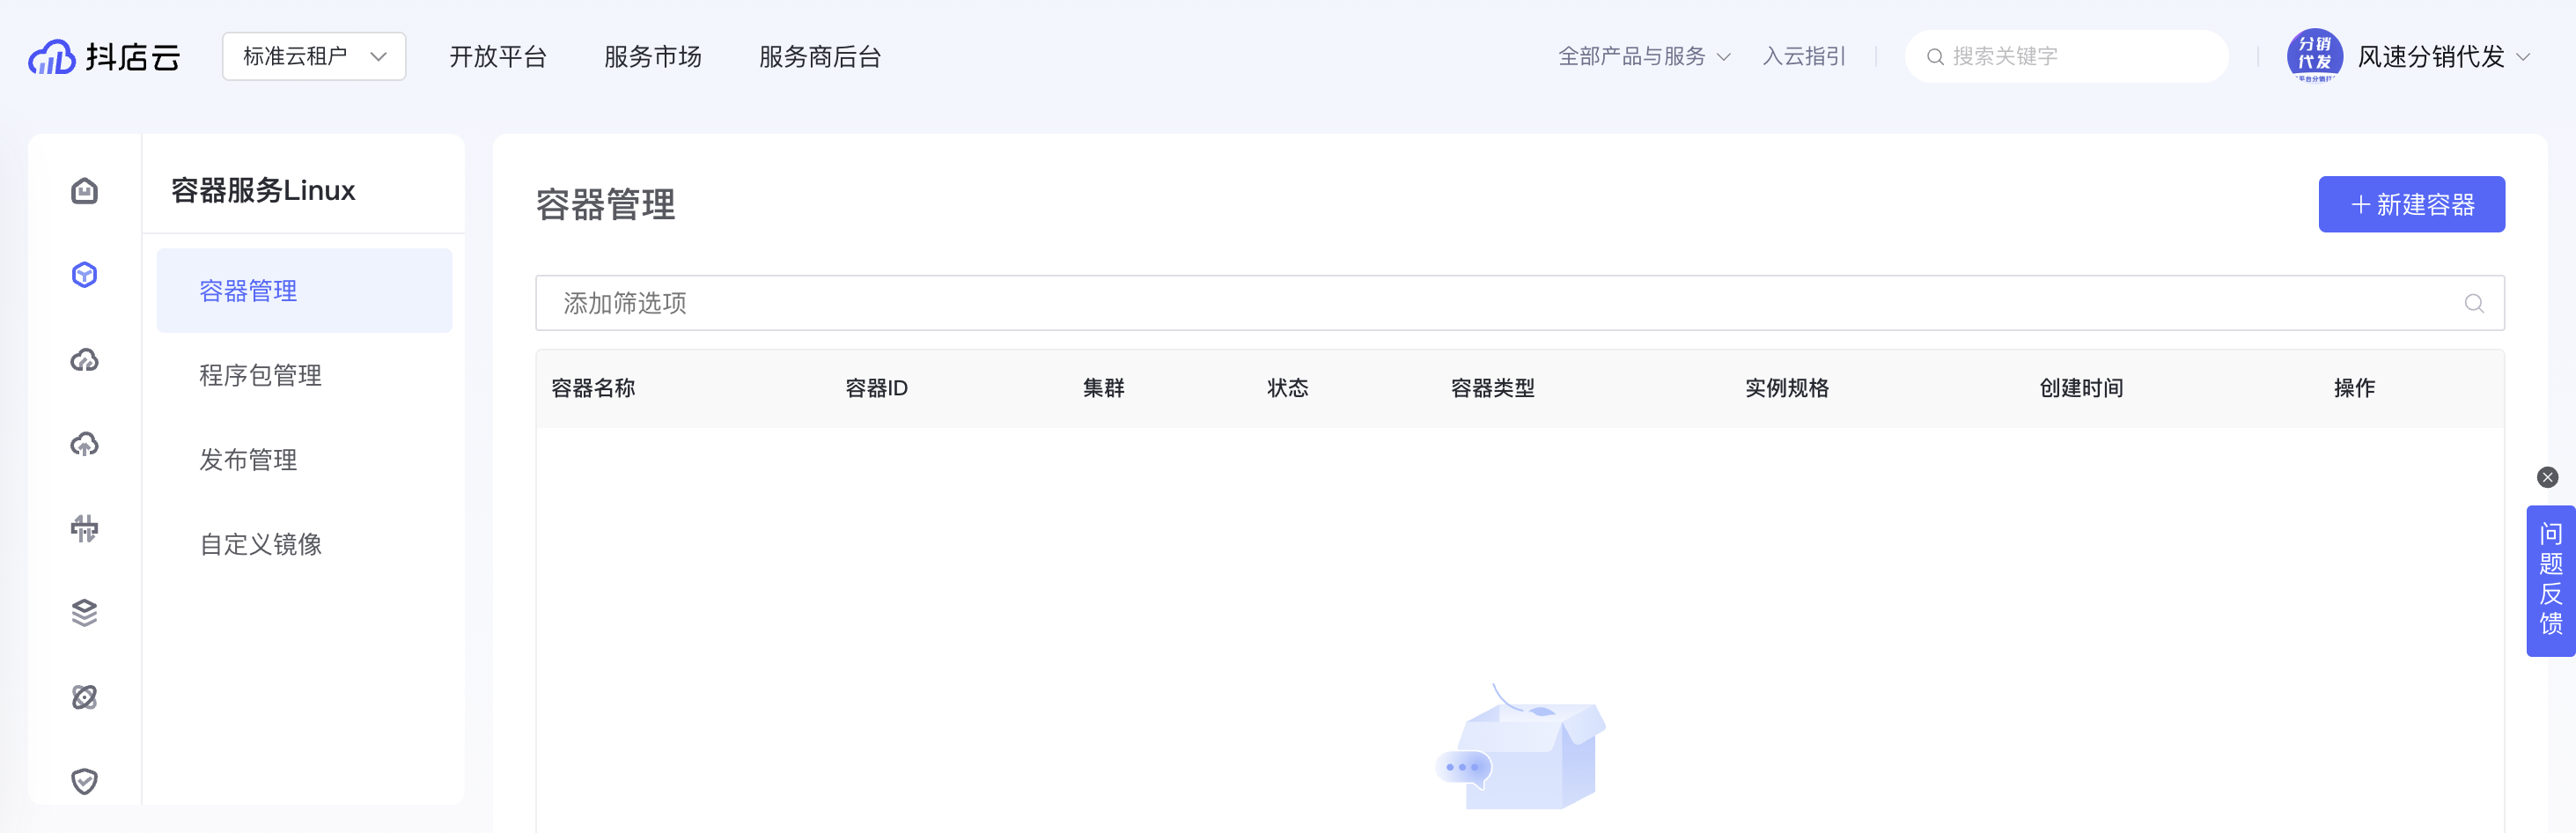 抖店云
标准云租户
开放平台
服务市场
服务商后台
全部产品与服务
入云指引
搜索关键字
分销
代发
风速分销代发
容器服务Linux
容器管理
程序包管理
发布管理
自定义镜像
容器管理
新建容器
添加筛选项
容器名称 容器ID 集群 状态 容器类型 实例规格 创建时间 操作
问题反馈